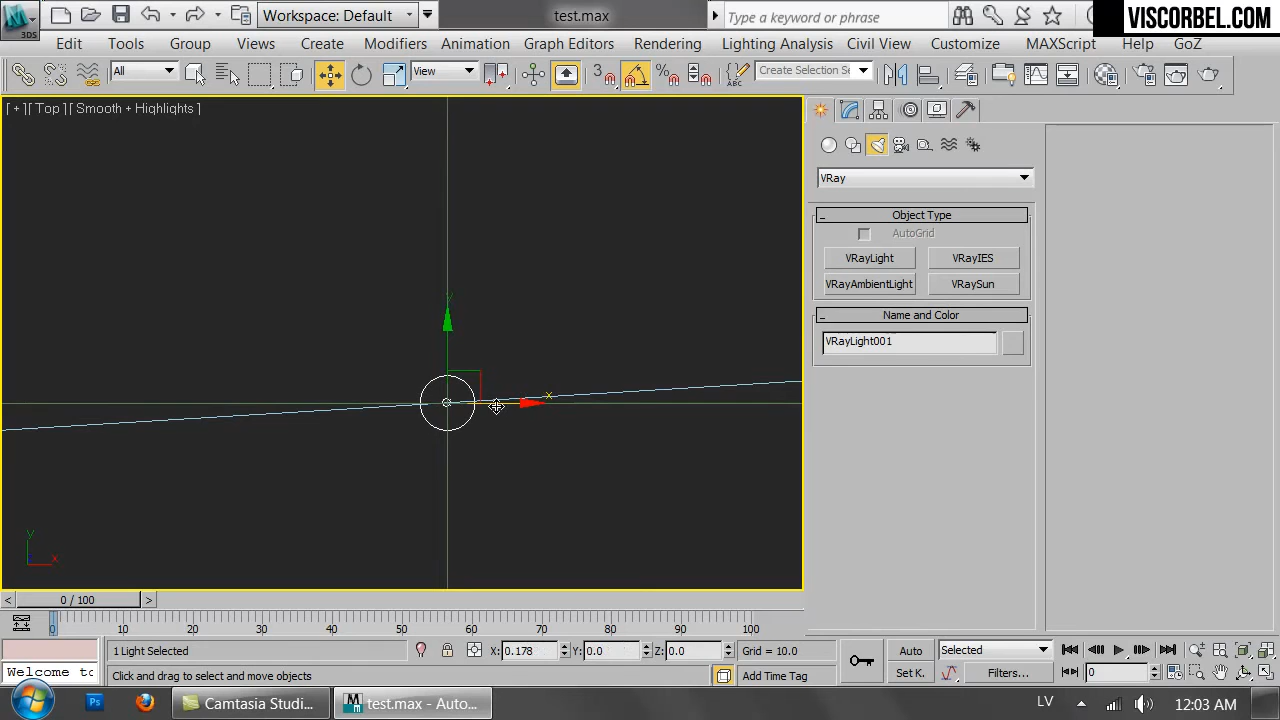 Workspace: Default
test.max
Type a keyword or phrase
VISCORBEL.COM
3DS
Edit Tools Group Views Create Modifiers Animation Graph Editors Rendering Lighting Analysis Civil View Customize MAXScript Help GoZ
All
View
3
ABC
Create Selection Se
[ + ][ Top ][ Smooth + Highlights ]
y
x
y
x
VRay
Object Type
AutoGrid
VRayLight
VRayIES
VRayAmbientLight
VRaySun
Name and Color
VRayLight001
<
0 / 100
>
0 10 20 30 40 50 60 70 80 90 100
1 Light Selected
X: 0.178
Y: 0.0
Z: 0.0
Grid = 10.0
Auto
Selected
Welcome to
Click and drag to select and move objects
Add Time Tag
Set K.
Filters...
0
Ps
Camtasia Studi...
test.max - Auto...
LV
12:03 AM